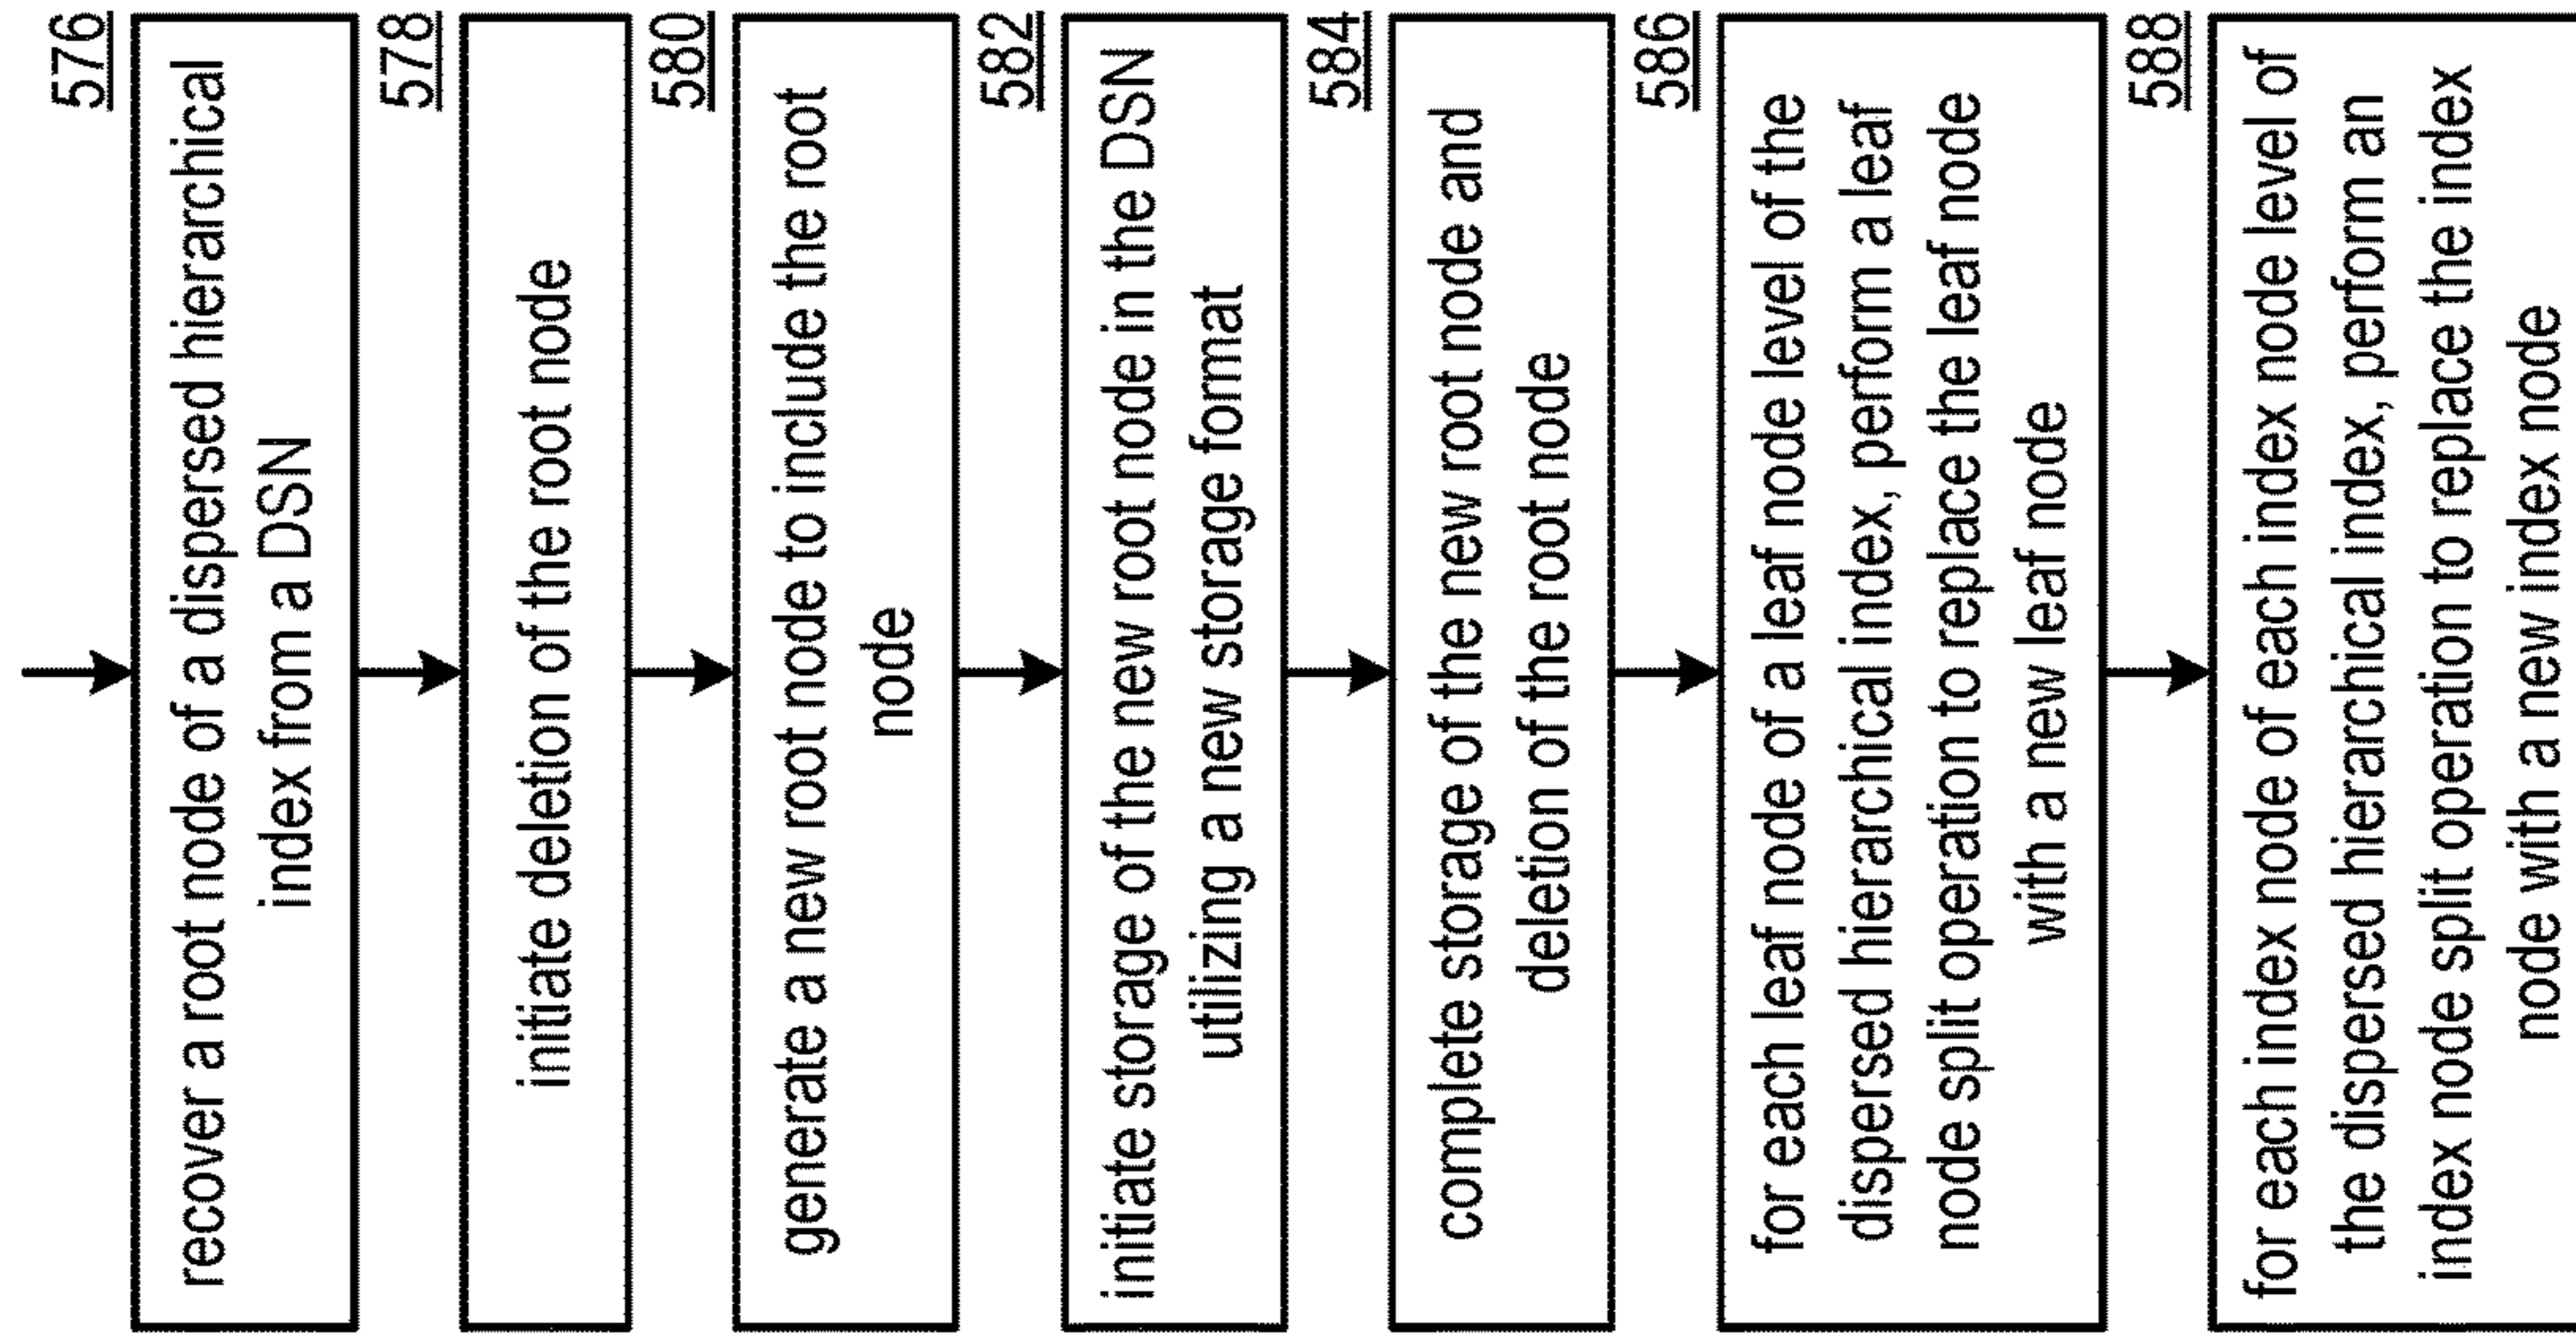 576
recover a root node of a dispersed hierarchical
index from a DSN
578
initiate deletion of the root node
580
generate a new root node to include the root
node
582
initiate storage of the new root node in the DSN
utilizing a new storage format
584
complete storage of the new root node and
deletion of the root node
586
for each leaf node of a leaf node level of the
dispersed hierarchical index, perform a leaf
node split operation to replace the leaf node
with a new leaf node
588
for each index node of each index node level of
the dispersed hierarchical index, perform an
index node split operation to replace the index
node with a new index node